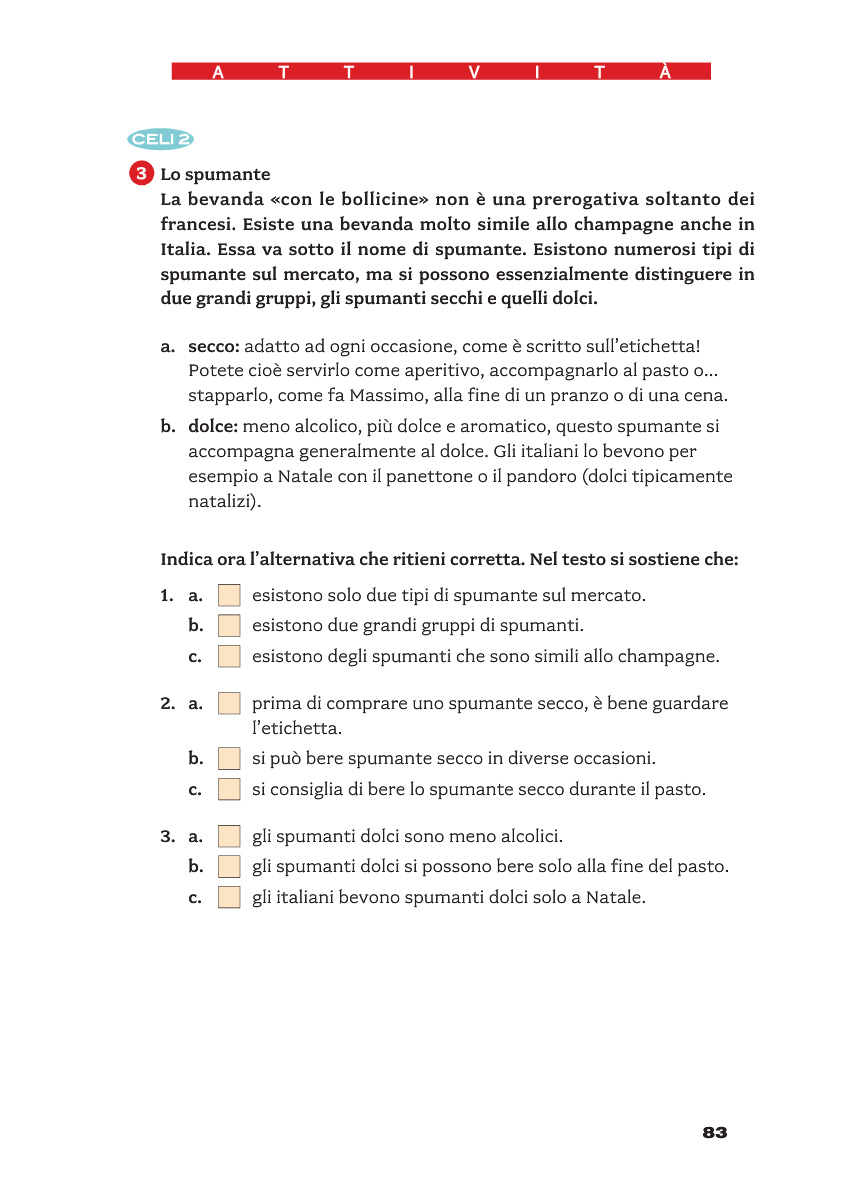 A T T I V I T À
CELI 2
3 Lo spumante
La bevanda «con le bollicine» non è una prerogativa soltanto dei
francesi. Esiste una bevanda molto simile allo champagne anche in
Italia. Essa va sotto il nome di spumante. Esistono numerosi tipi di
spumante sul mercato, ma si possono essenzialmente distinguere in
due grandi gruppi, gli spumanti secchi e quelli dolci.
a. secco: adatto ad ogni occasione, come è scritto sull'etichetta!
Potete cioè servirlo come aperitivo, accompagnarlo al pasto o...
stapparlo, come fa Massimo, alla fine di un pranzo o di una cena.
b. dolce: meno alcolico, più dolce e aromatico, questo spumante si
accompagna generalmente al dolce. Gli italiani lo bevono per
esempio a Natale con il panettone o il pandoro (dolci tipicamente
natalizi).
Indica ora l'alternativa che ritieni corretta. Nel testo si sostiene che:
1. a. esistono solo due tipi di spumante sul mercato.
b. esistono due grandi gruppi di spumanti.
c. esistono degli spumanti che sono simili allo champagne.
2. a. prima di comprare uno spumante secco, è bene guardare
l'etichetta.
b. si può bere spumante secco in diverse occasioni.
c. si consiglia di bere lo spumante secco durante il pasto.
3. a. gli spumanti dolci sono meno alcolici.
b. gli spumanti dolci si possono bere solo alla fine del pasto.
c. gli italiani bevono spumanti dolci solo a Natale.
83